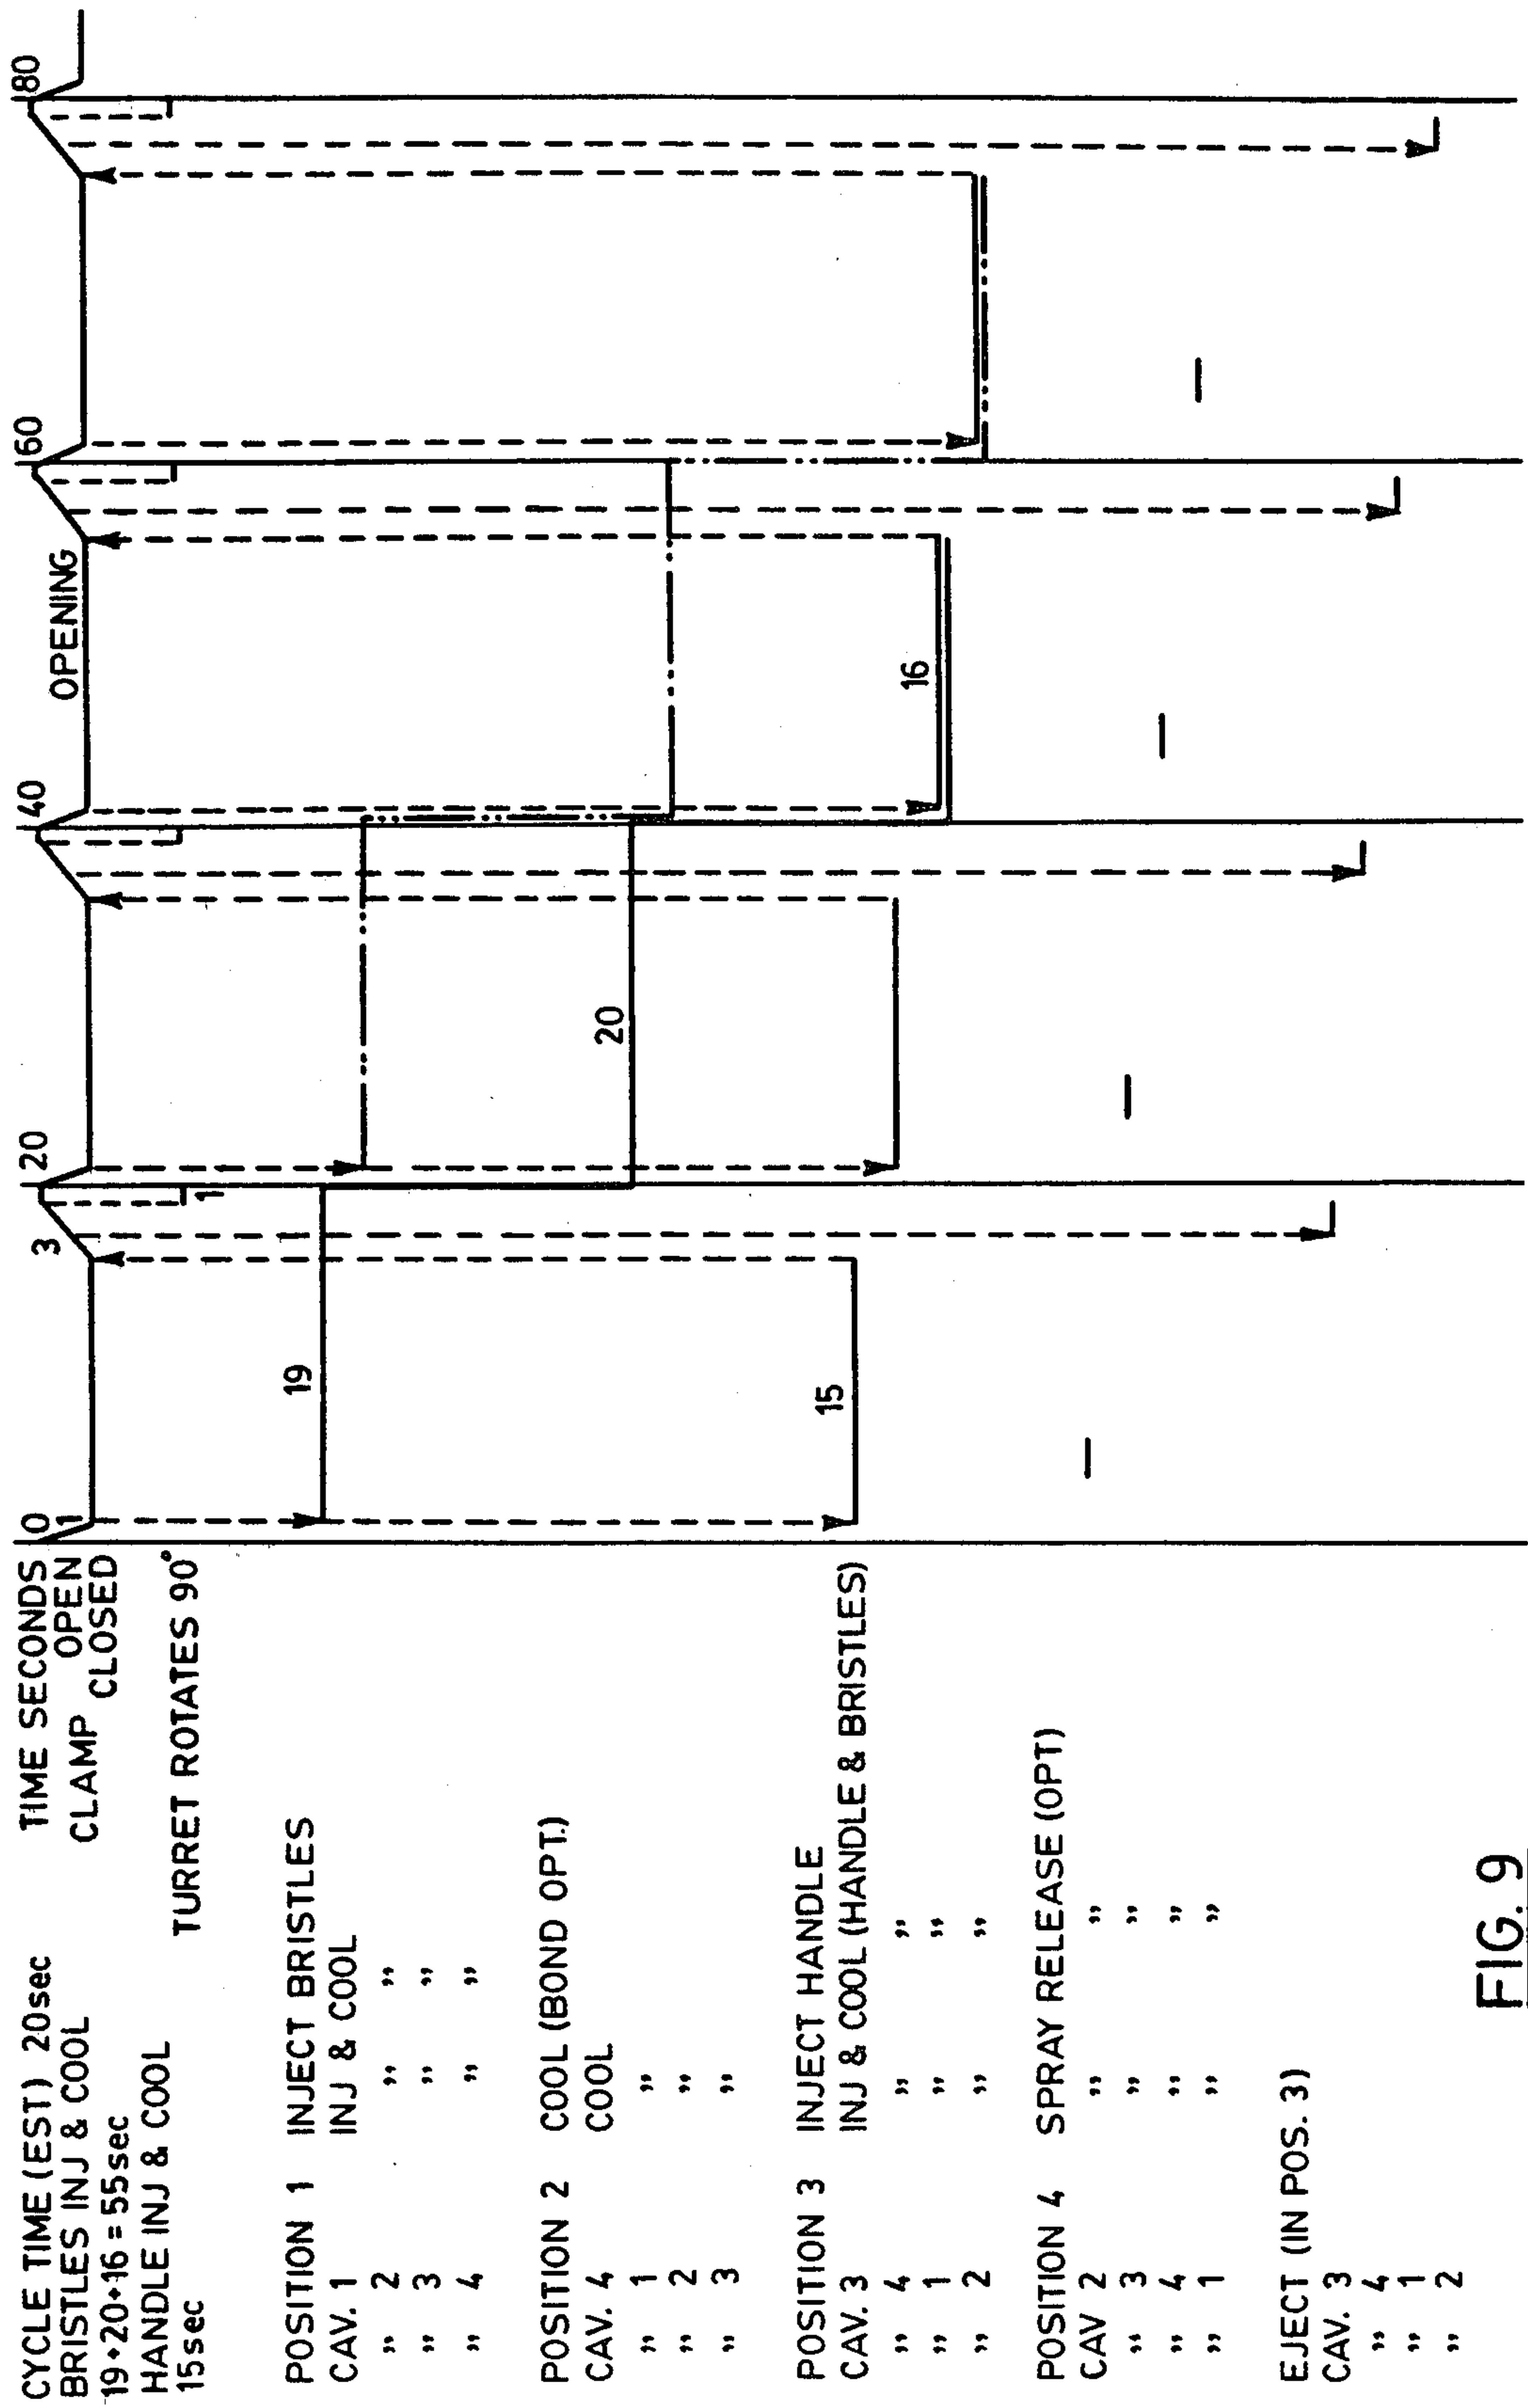 CYCLE TIME (EST) 20sec
BRISTLES INJ & COOL
19+20+16 = 55sec
HANDLE INJ & COOL
15sec
TIME SECONDS
CLAMP OPEN
CLOSED
TURRET ROTATES 90°
0 20 40 60 80
1 3
OPENING
1
POSITION 1 INJECT BRISTLES
CAV. 1 INJ & COOL
„ 2 „ „
„ 3 „ „
„ 4 „ „
19
POSITION 2 COOL (BOND OPT.)
CAV. 4 COOL
„ 1 „
„ 2 „
„ 3 „
20
POSITION 3 INJECT HANDLE
CAV. 3 INJ & COOL (HANDLE & BRISTLES)
„ 4 „ „
„ 1 „ „
„ 2 „ „
15
16
POSITION 4 SPRAY RELEASE (OPT)
CAV 2 „ „
„ 3 „ „
„ 4 „ „
„ 1 „ „
EJECT (IN POS. 3)
CAV. 3
„ 4
„ 1
„ 2
FIG. 9